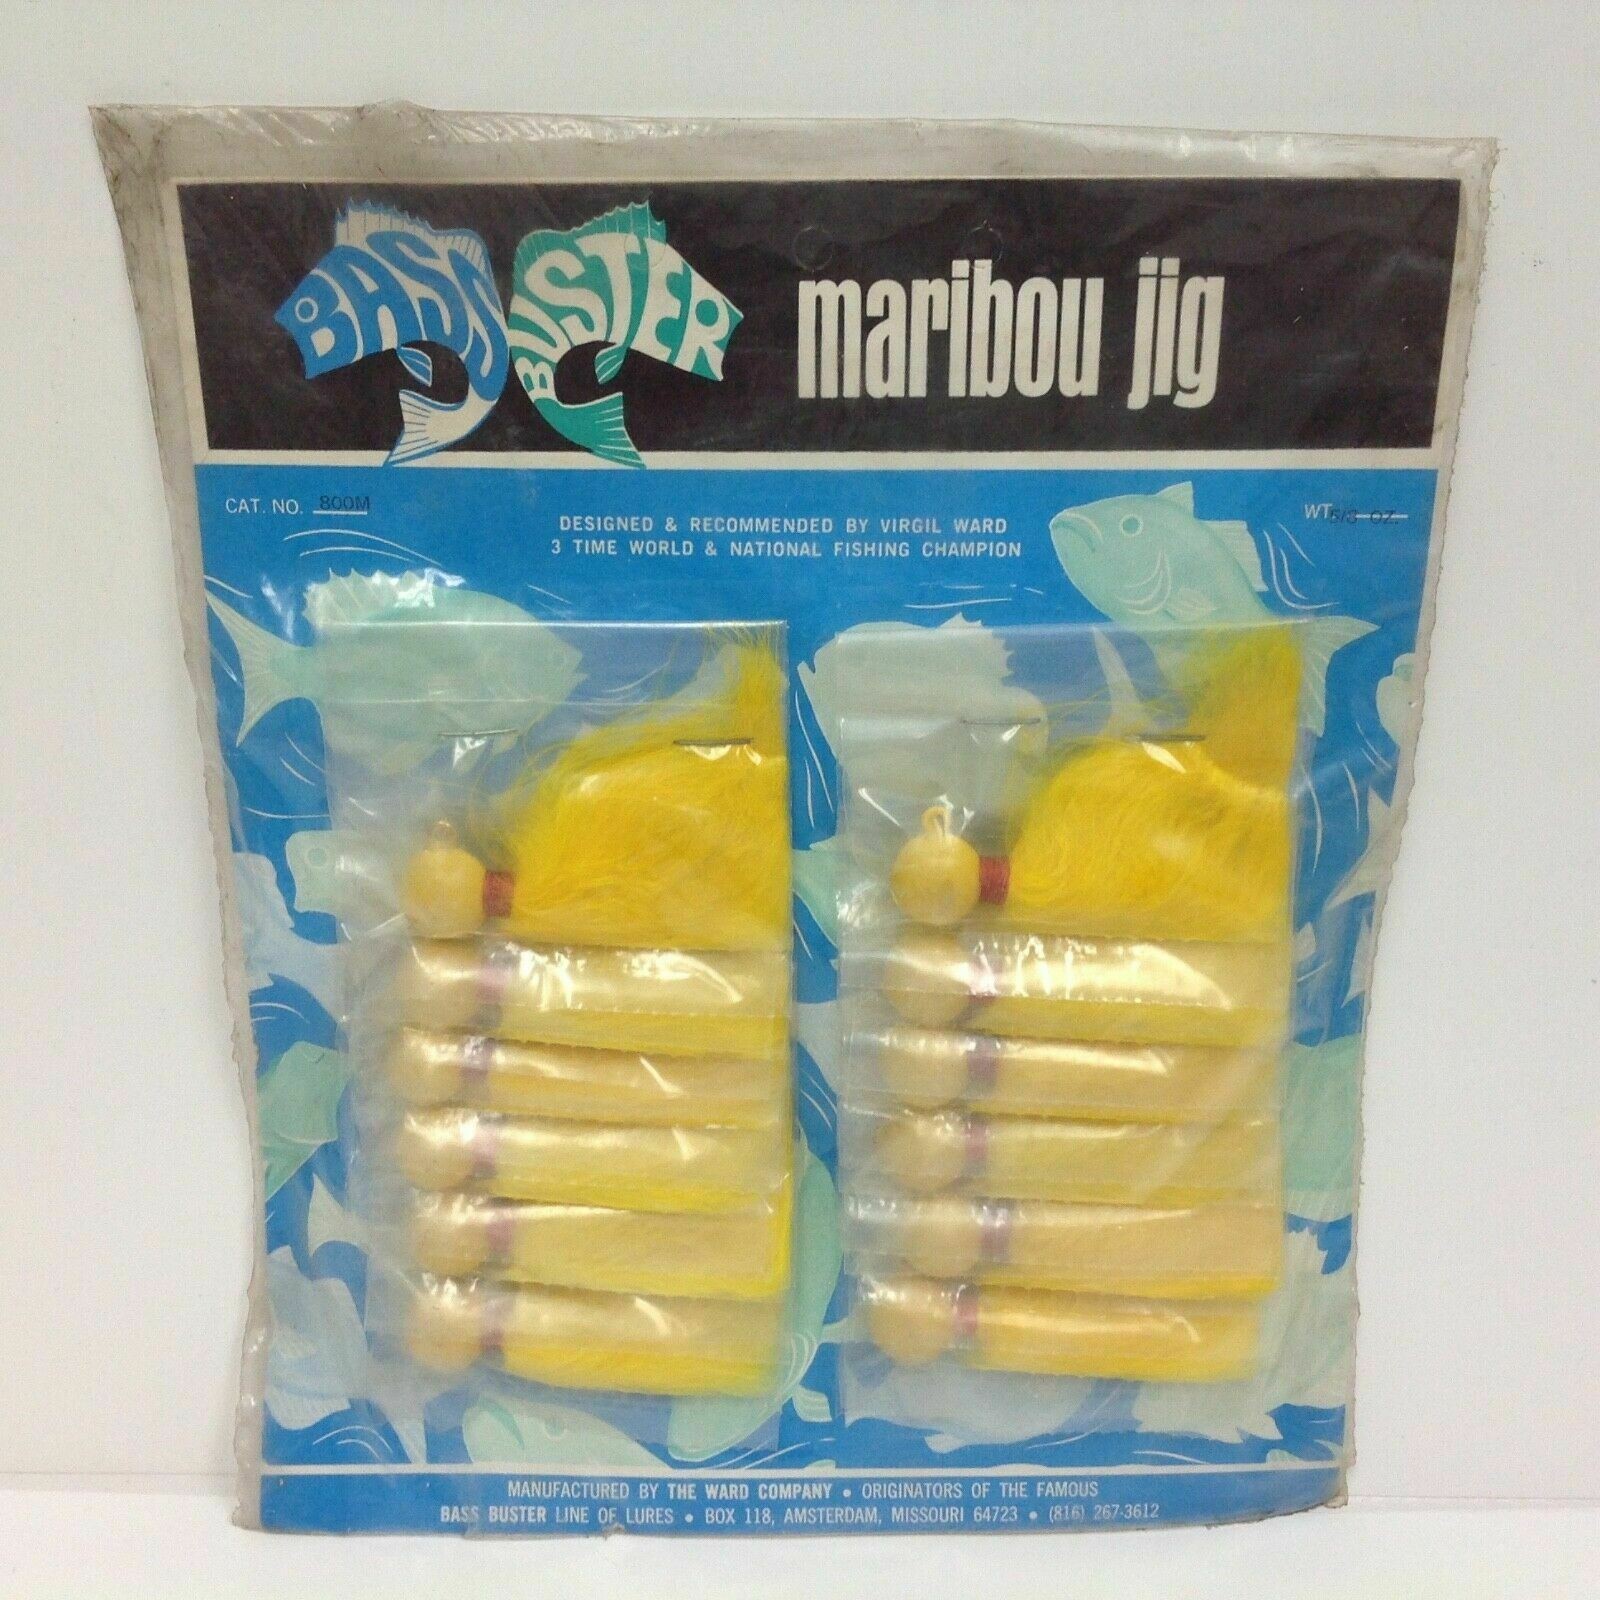 BASS BUSTER
maribou jig
CAT. NO. 800M
WT. 5/8 OZ.
DESIGNED & RECOMMENDED BY VIRGIL WARD
3 TIME WORLD & NATIONAL FISHING CHAMPION
MANUFACTURED BY THE WARD COMPANY • ORIGINATORS OF THE FAMOUS
BASS BUSTER LINE OF LURES • BOX 118, AMSTERDAM, MISSOURI 64723 • (816) 267-3612